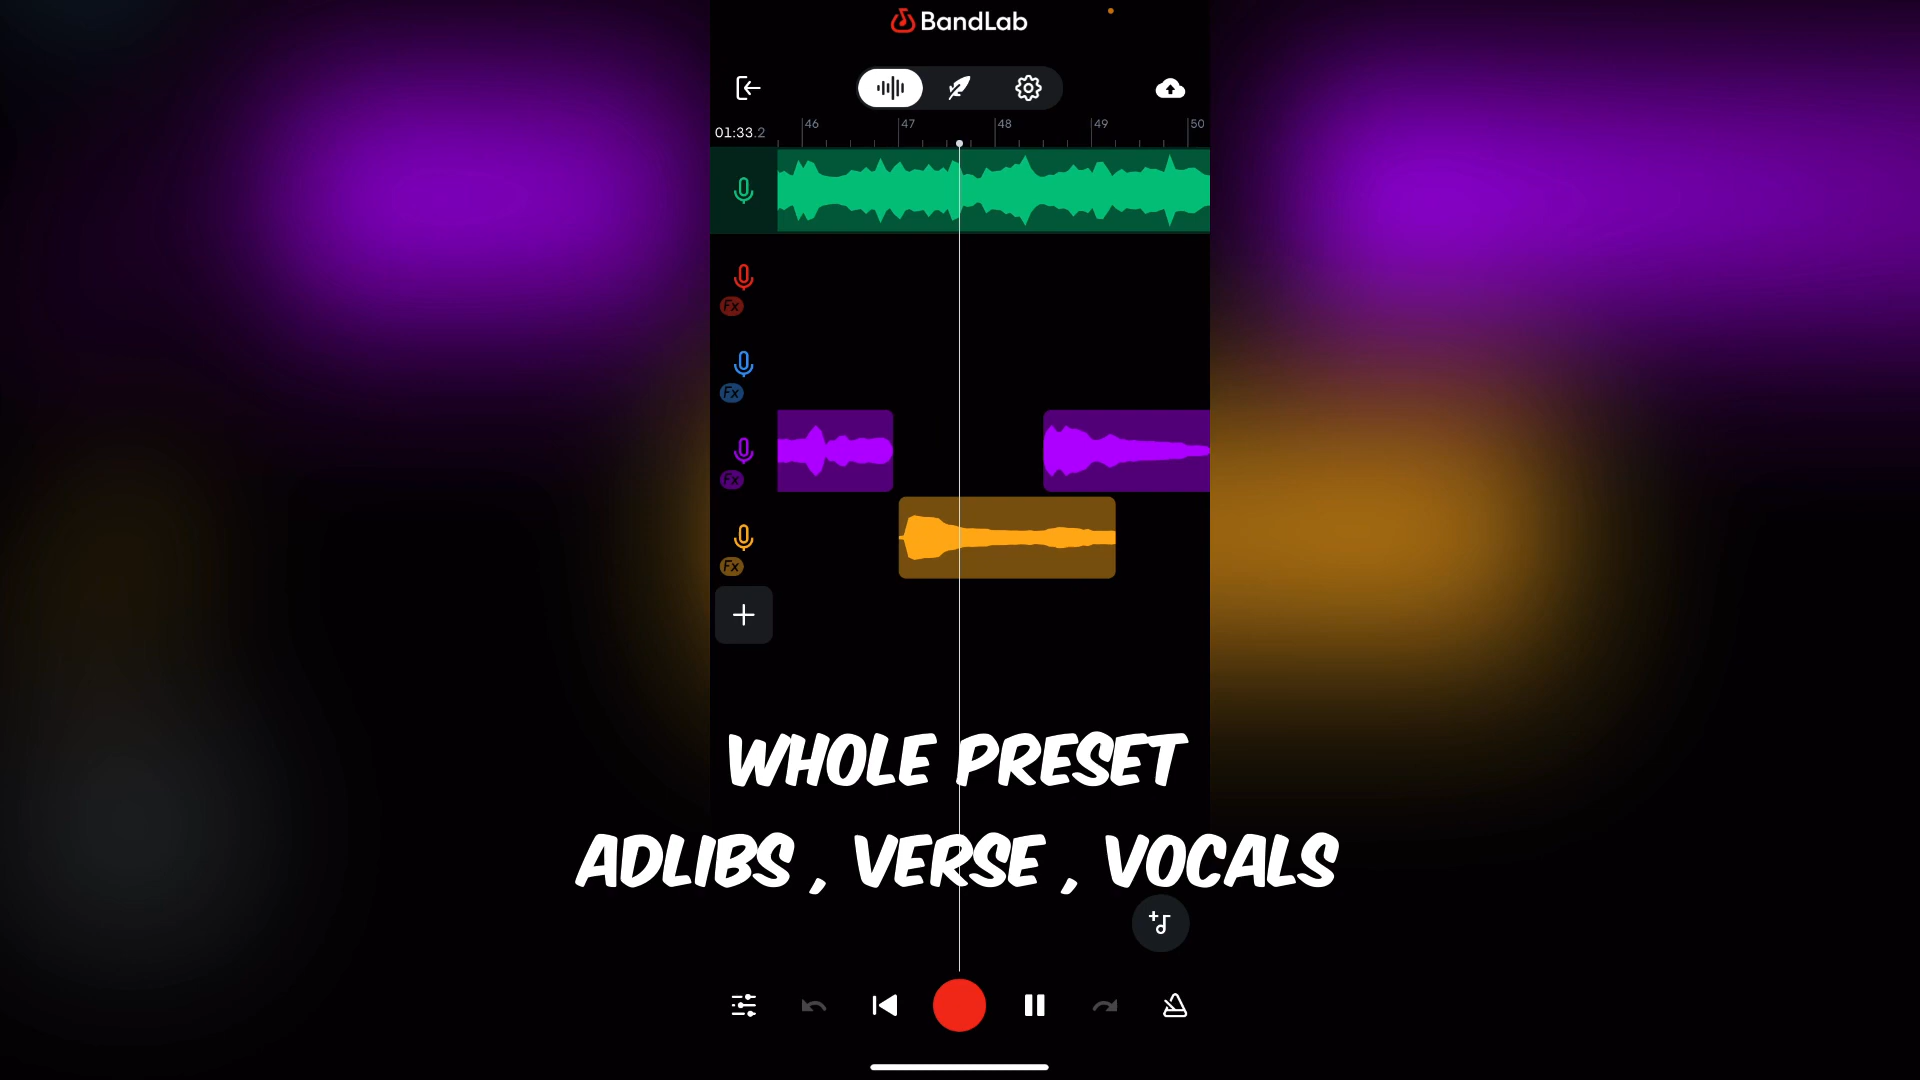 BandLab
01:33.2
46
47
48
49
50
Fx
Fx
Fx
Fx
WHOLE PRESET
ADLIBS , VERSE , VOCALS